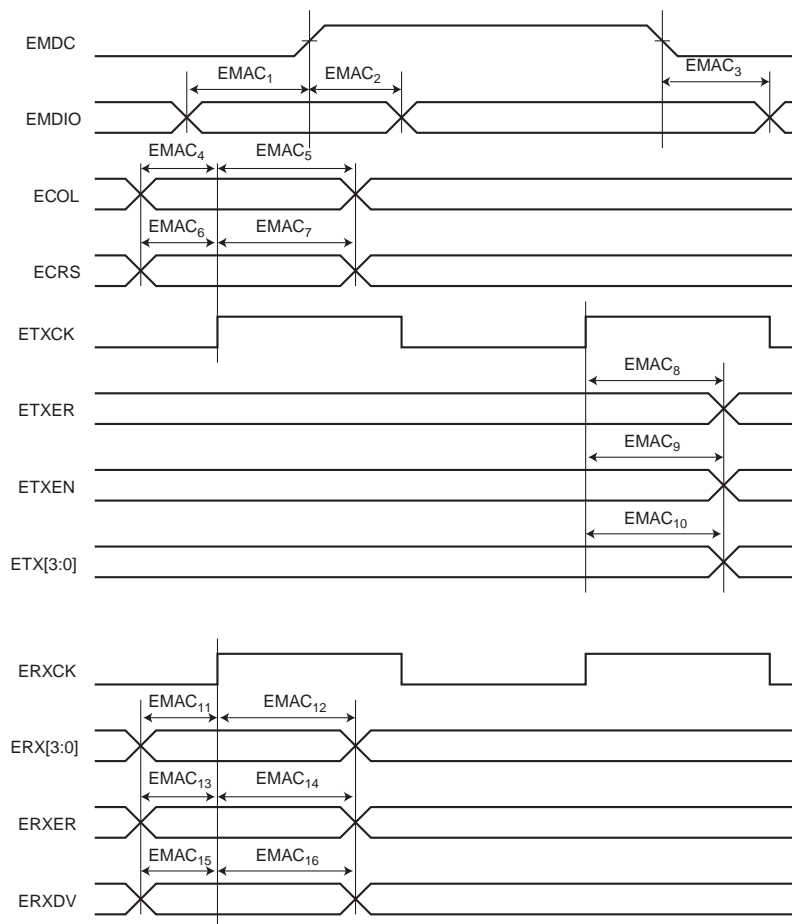 EMDC
EMAC₁ EMAC₂ EMAC₃
EMDIO
EMAC₄ EMAC₅
ECOL
EMAC₆ EMAC₇
ECRS
ETXCK
EMAC₈
ETXER
EMAC₉
ETXEN
EMAC₁₀
ETX[3:0]
ERXCK
EMAC₁₁ EMAC₁₂
ERX[3:0]
EMAC₁₃ EMAC₁₄
ERXER
EMAC₁₅ EMAC₁₆
ERXDV